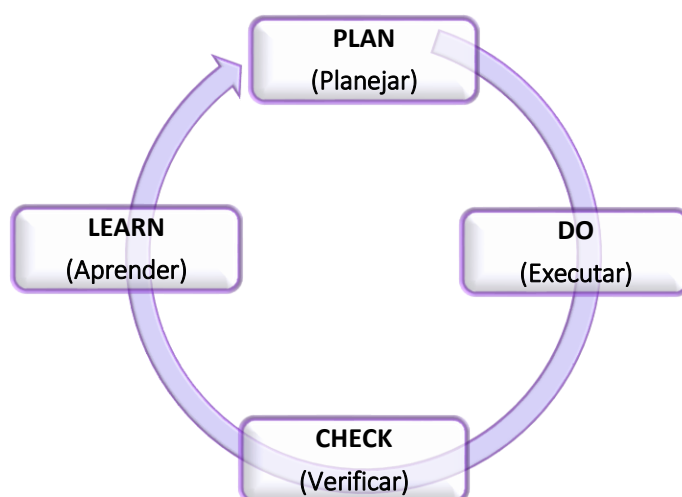 PLAN
(Planejar)
DO
(Executar)
CHECK
(Verificar)
LEARN
(Aprender)